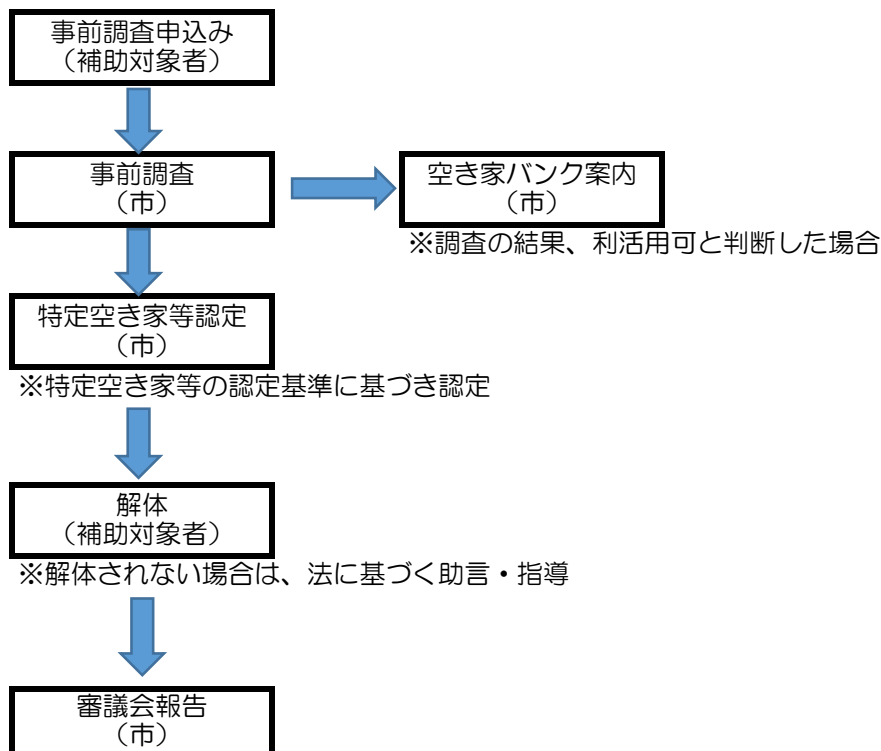 事前調査申込み
（補助対象者）
事前調査
（市）
空き家バンク案内
（市）
※調査の結果、利活用可と判断した場合
特定空き家等認定
（市）
※特定空き家等の認定基準に基づき認定
解体
（補助対象者）
※解体されない場合は、法に基づく助言・指導
審議会報告
（市）